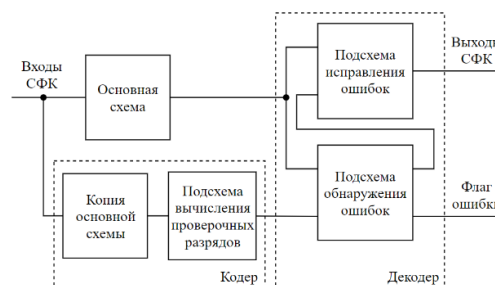 Входы
СФК
Основная
схема
Подсхема
исправления
ошибок
Выходы
СФК
Копия
основной
схемы
Подсхема
вычисления
проверочных
разрядов
Подсхема
обнаружения
ошибок
Флаг
ошибки
Кодер
Декодер